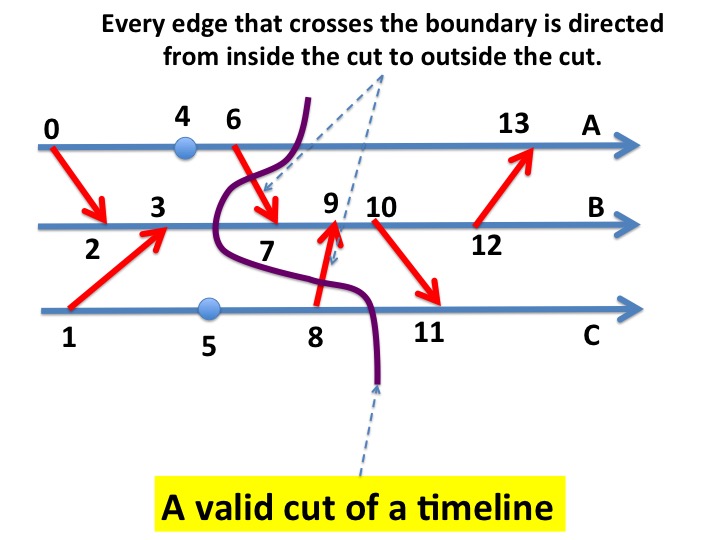 Every edge that crosses the boundary is directed
from inside the cut to outside the cut.
0
4
6
13
A
3
9
10
B
2
7
12
1
5
8
11
C
A valid cut of a timeline